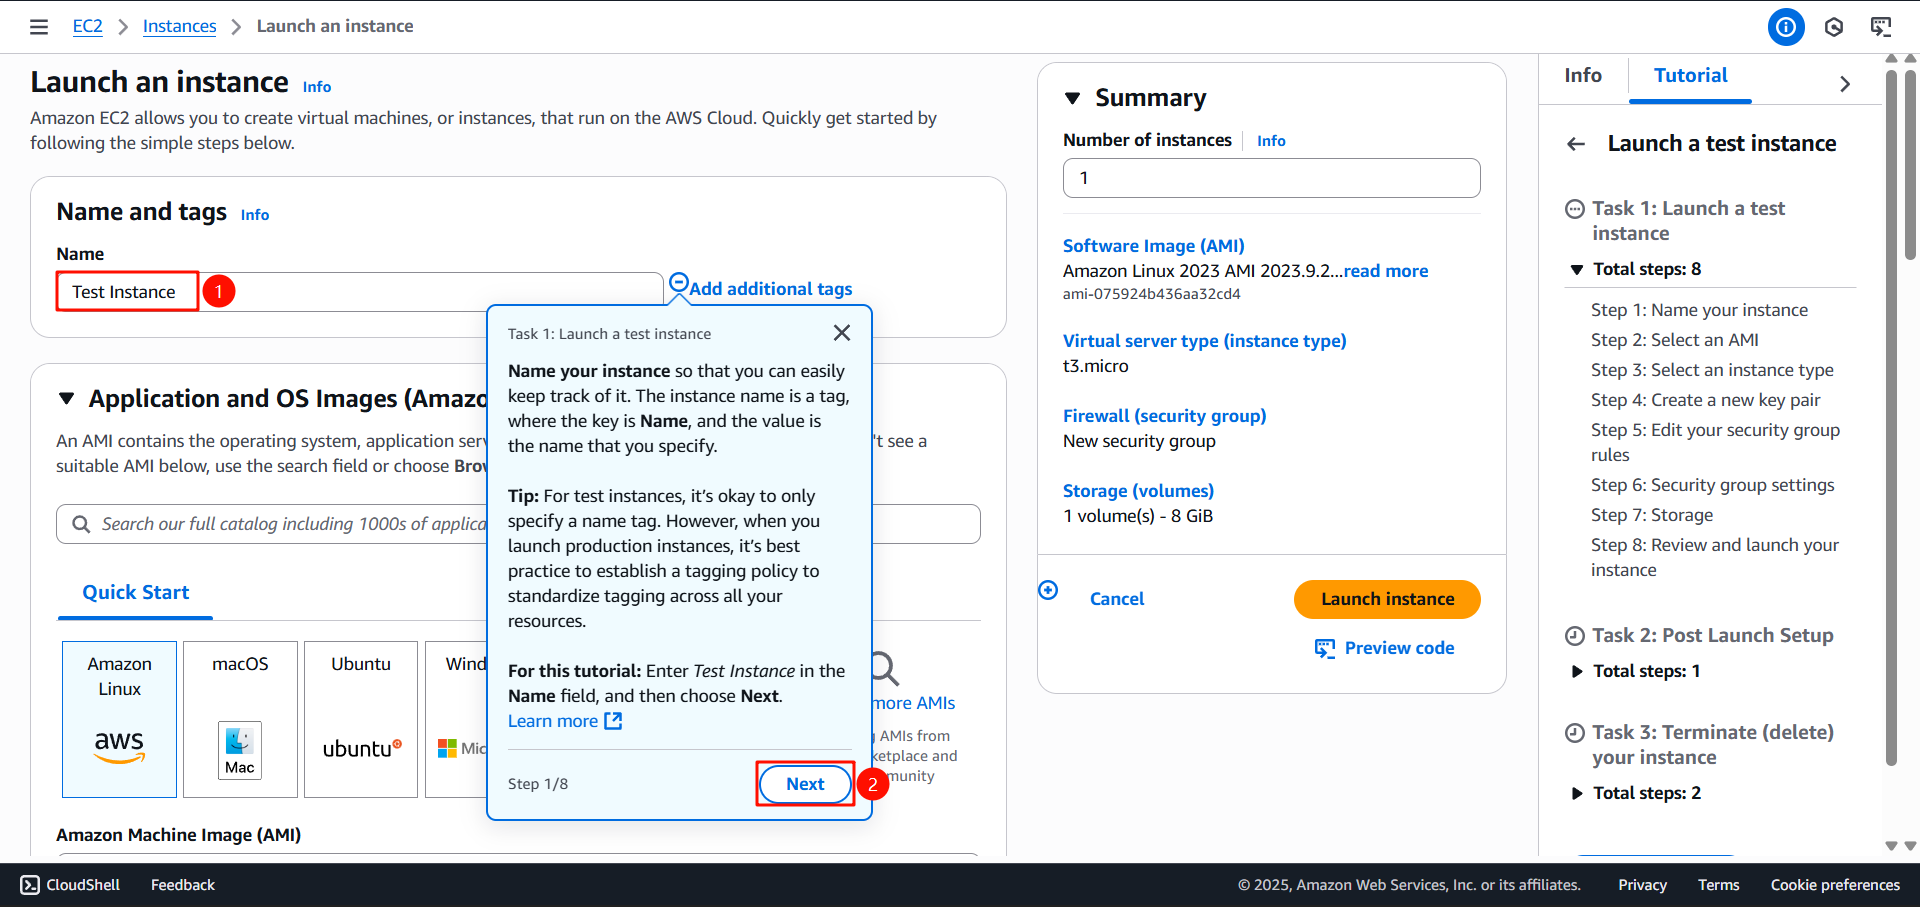 EC2 Instances Launch an instance
Launch an instance Info
Amazon EC2 allows you to create virtual machines, or instances, that run on the AWS Cloud. Quickly get started by
following the simple steps below.
Name and tags Info
Name
Test Instance
1
Add additional tags
Task 1: Launch a test instance
Name your instance so that you can easily
keep track of it. The instance name is a tag,
where the key is Name, and the value is
the name that you specify.
Tip: For test instances, it's okay to only
specify a name tag. However, when you
launch production instances, it's best
practice to establish a tagging policy to
standardize tagging across all your
resources.
For this tutorial: Enter Test Instance in the
Name field, and then choose Next.
Learn more
Step 1/8
Next
2
Application and OS Images (Amazo
An AMI contains the operating system, application ser
't see a
suitable AMI below, use the search field or choose Brow
Search our full catalog including 1000s of applica
Quick Start
Amazon
Linux
aws
macOS
Mac
Ubuntu
ubuntu
Wind
Mic
more AMIs
AMIs from
ketplace and
munity
Amazon Machine Image (AMI)
Summary
Number of instances Info
1
Software Image (AMI)
Amazon Linux 2023 AMI 2023.9.2...read more
ami-075924b436aa32cd4
Virtual server type (instance type)
t3.micro
Firewall (security group)
New security group
Storage (volumes)
1 volume(s) - 8 GiB
Cancel
Launch instance
Preview code
Info Tutorial
Launch a test instance
Task 1: Launch a test
instance
Total steps: 8
Step 1: Name your instance
Step 2: Select an AMI
Step 3: Select an instance type
Step 4: Create a new key pair
Step 5: Edit your security group
rules
Step 6: Security group settings
Step 7: Storage
Step 8: Review and launch your
instance
Task 2: Post Launch Setup
Total steps: 1
Task 3: Terminate (delete)
your instance
Total steps: 2
CloudShell Feedback
© 2025, Amazon Web Services, Inc. or its affiliates. Privacy Terms Cookie preferences